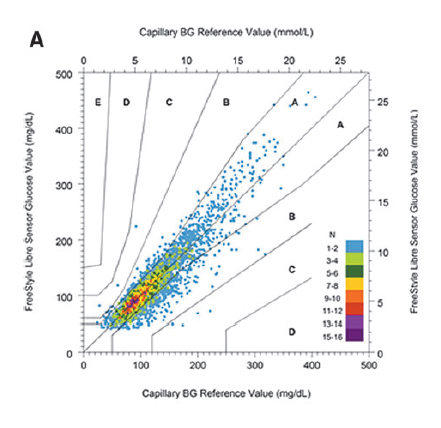 A
Capillary BG Reference Value (mmol/L)
0 5 10 15 20 25
500
400
300
200
100
0
FreeStyle Libre Sensor Glucose Value (mg/dL)
E D C B A
A
B
C
D
25
20
15
10
5
0
FreeStyle Libre Sensor Glucose Value (mmol/L)
N
1-2
3-4
5-6
7-8
9-10
11-12
13-14
15-16
0 100 200 300 400 500
Capillary BG Reference Value (mg/dL)